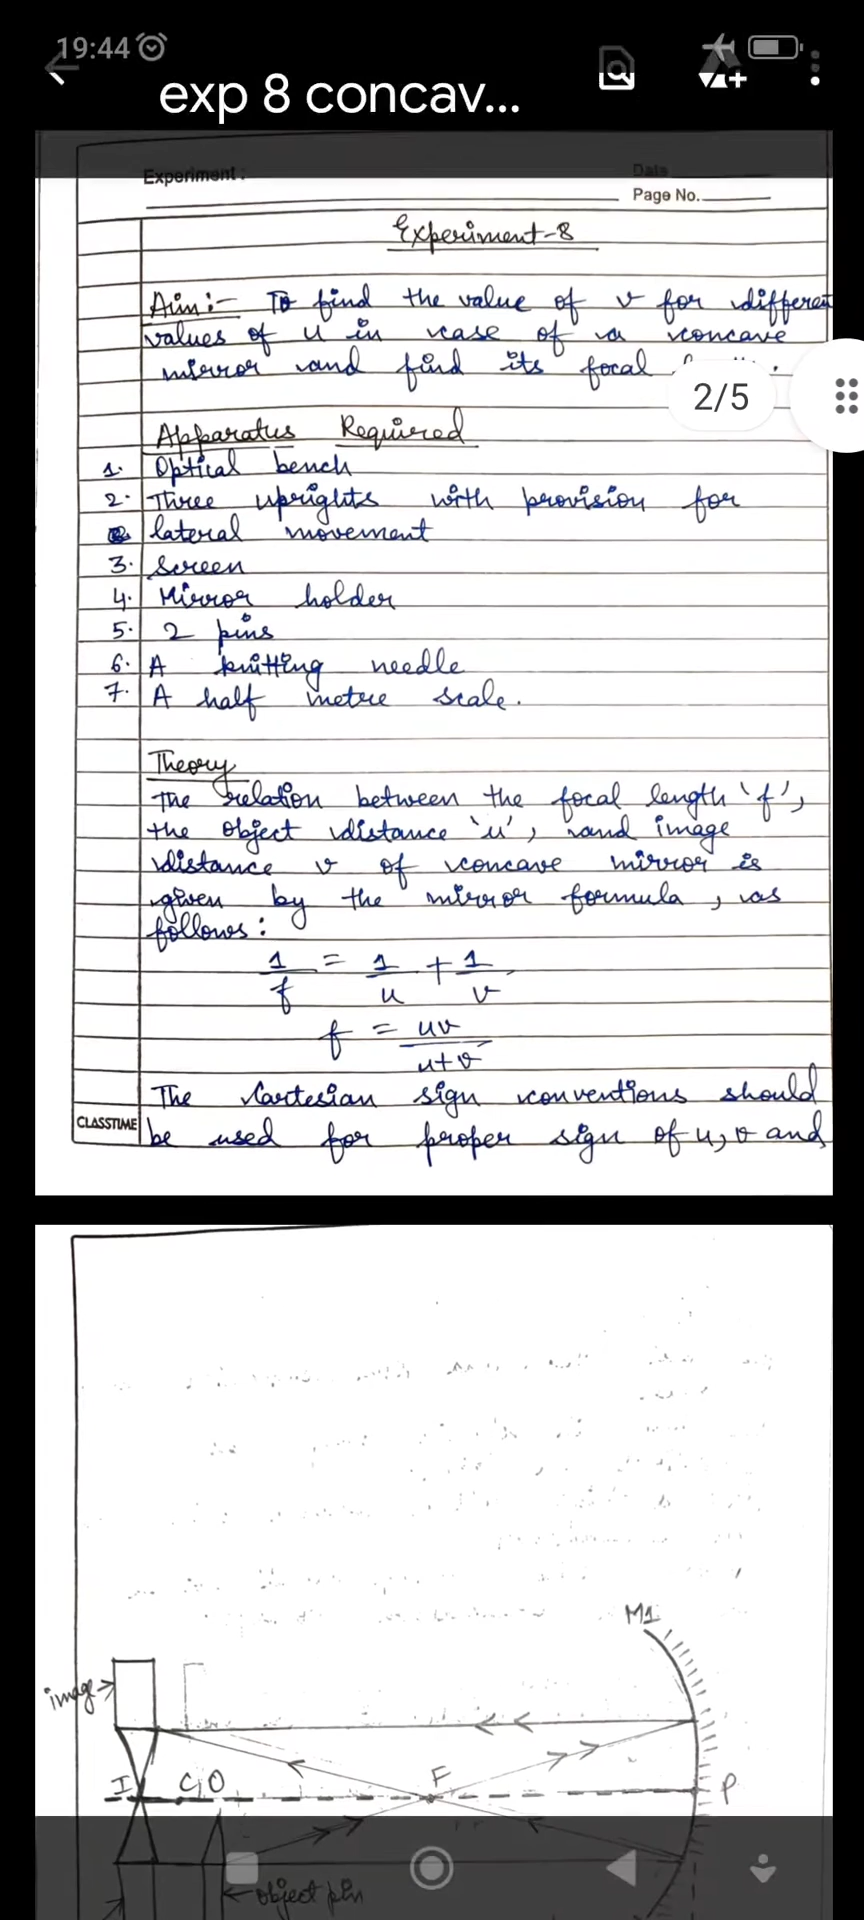 19:44
exp 8 concav...
Experiment :
Date
Page No.
Experiment-8
Aim:- To find the value of v for different
values of u in case of a concave
mirror and find its focal
2/5
Apparatus Required
1. Optical bench
2. Three uprights with provision for
lateral movement
3. Screen
4. Mirror holder
5. 2 pins
6. A knitting needle
7. A half metre scale.
Theory
The relation between the focal length 'f',
the object distance 'u', and image
distance v of concave mirror is
given by the mirror formula, as
follows:
1/f = 1/u + 1/v
f = uv/u+v
The Cartesian sign conventions should
CLASSTIME
be used for proper sign of u, v and
M1
image
I C O F P
object pin